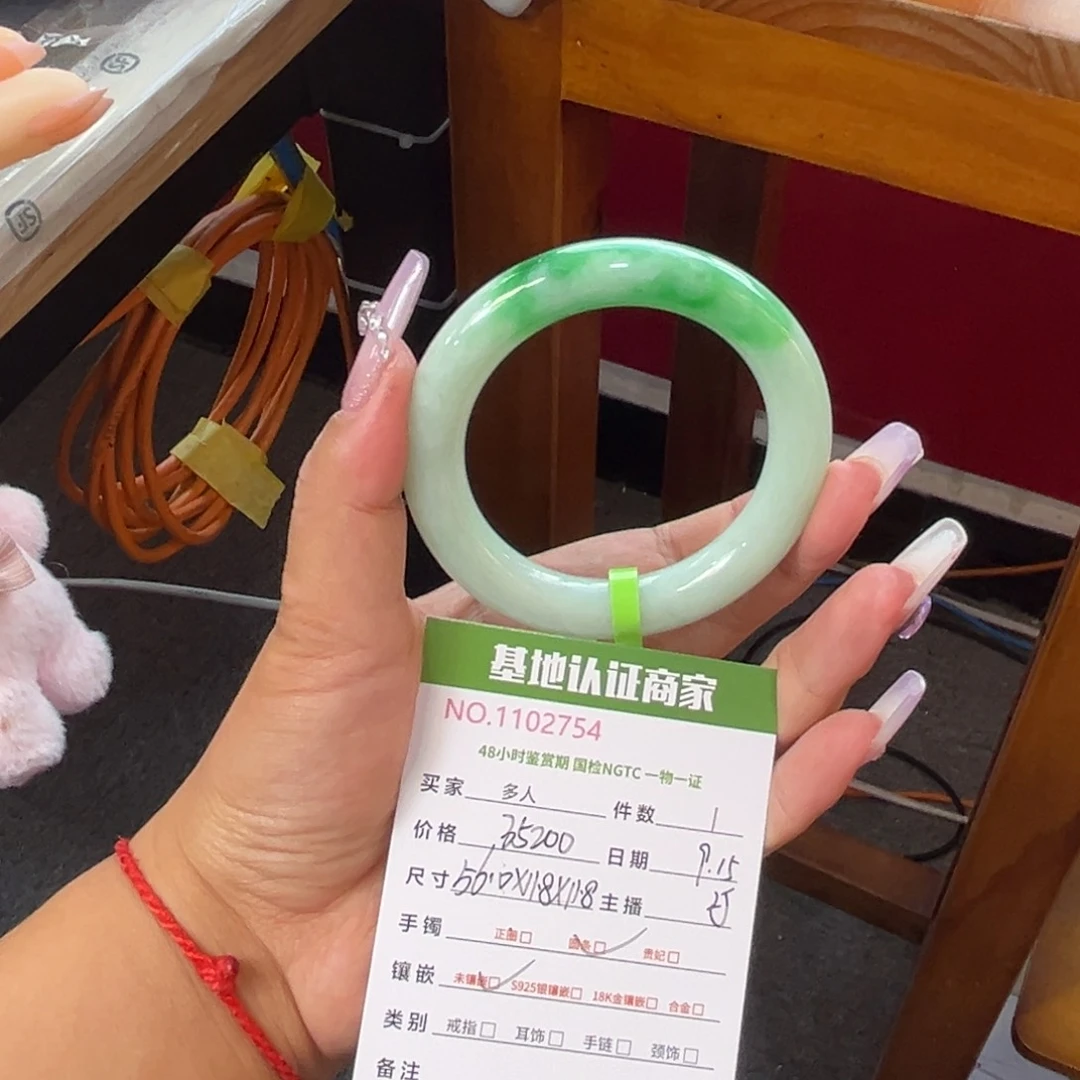 SF
SF
基地认证商家
NO.1102754
48小时鉴赏期 国检NGTC 一物一证
买家 多人 件数 1
价格 35200 日期 9.15
尺寸 56.0X11.8X11.8 主播
手镯 正圈□ 圆条□ 贵妃□
镶嵌 未镶嵌□ S925银镶嵌□ 18K金镶嵌□ 合金□
类别 戒指□ 耳饰□ 手链□ 颈饰□
备注